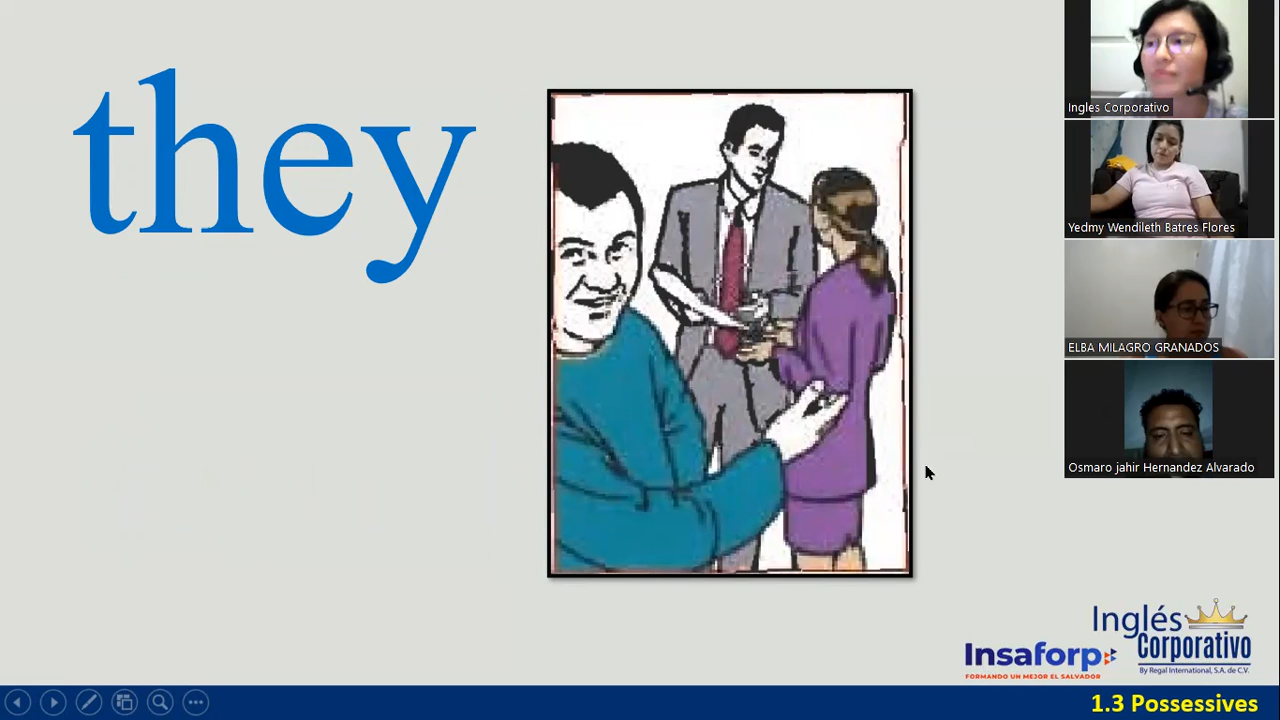 they
Ingles Corporativo
Yedmy Wendileth Batres Flores
ELBA MILAGRO GRANADOS
Osmaro jahir Hernandez Alvarado
Insaforp
FORMANDO UN MEJOR EL SALVADOR
Inglés
Corporativo
By Regal International, S.A. de C.V.
1.3 Possessives